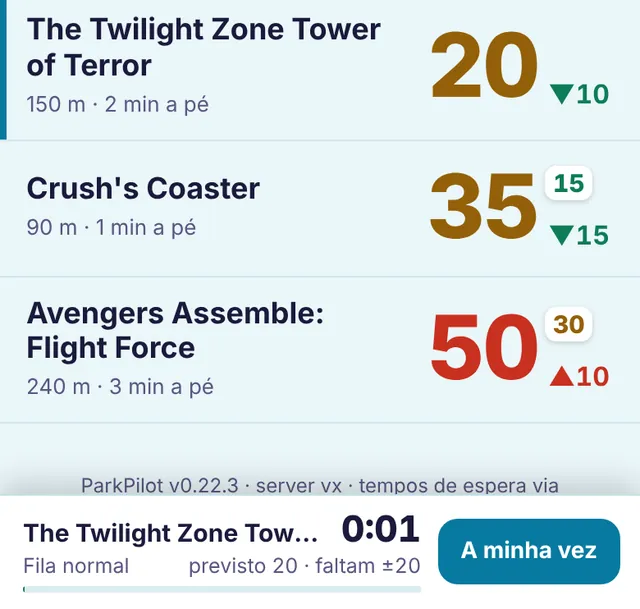 The Twilight Zone Tower
of Terror
150 m · 2 min a pé
20
▼10
Crush's Coaster
90 m · 1 min a pé
35
15
▼15
Avengers Assemble:
Flight Force
240 m · 3 min a pé
50
30
▲10
ParkPilot v0.22.3 · server vx · tempos de espera via
The Twilight Zone Tow...
0:01
Fila normal
previsto 20 · faltam ±20
A minha vez